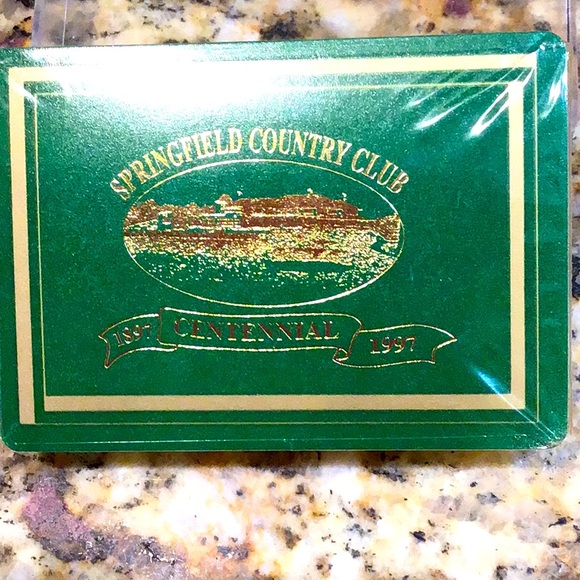 SPRINGFIELD COUNTRY CLUB
1897 CENTENNIAL 1997